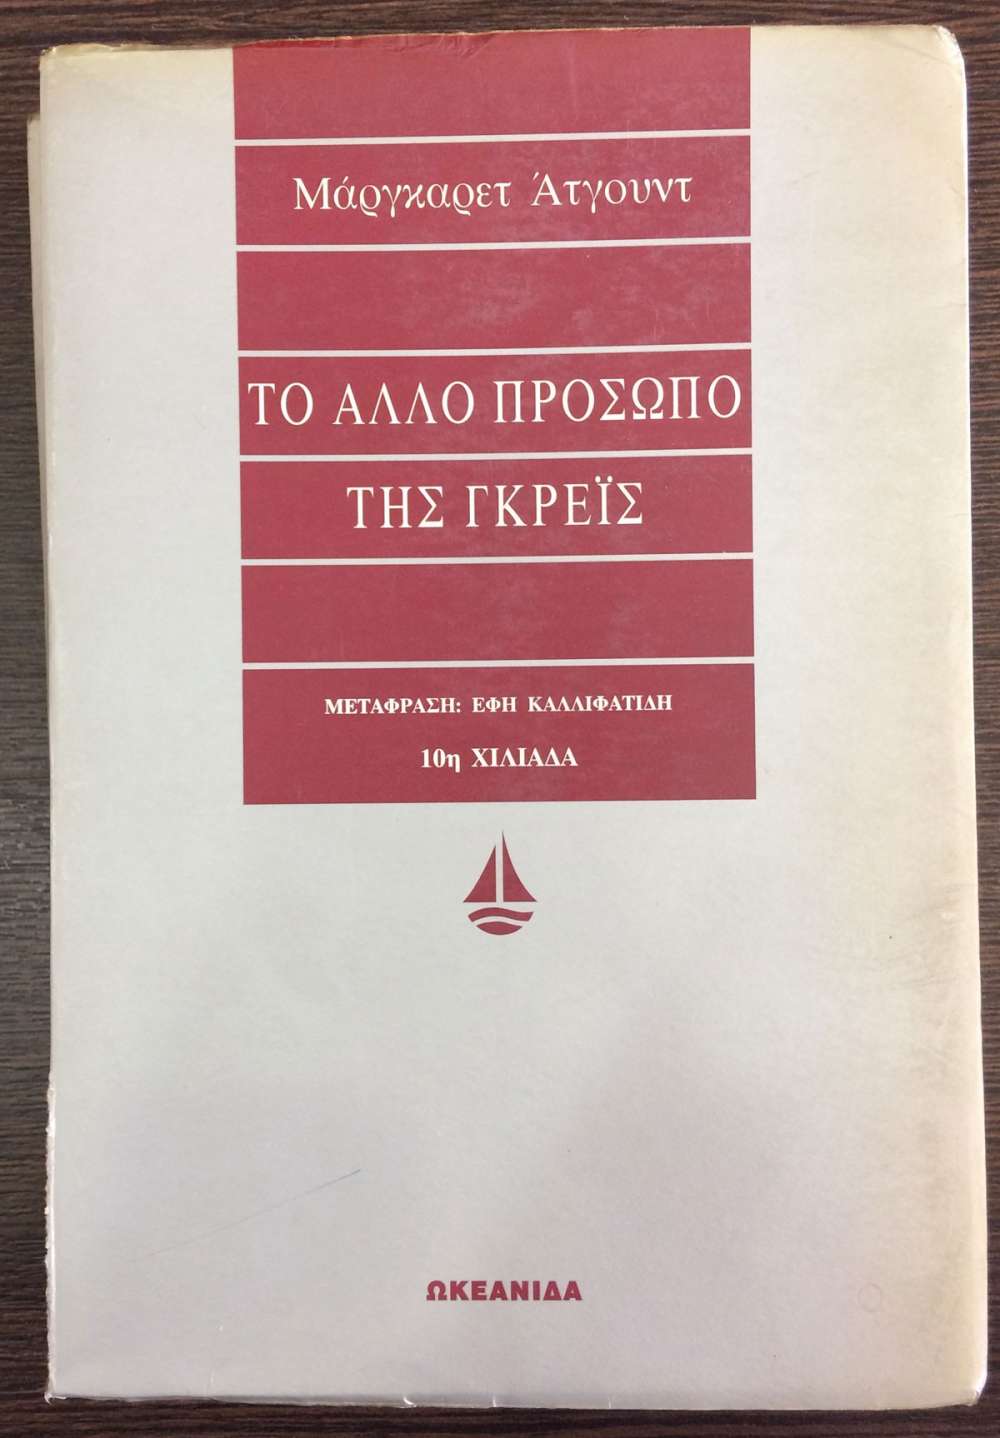 Μάργκαρετ Άτγουντ
ΤΟ ΑΛΛΟ ΠΡΟΣΩΠΟ
ΤΗΣ ΓΚΡΕΪΣ
ΜΕΤΑΦΡΑΣΗ: ΕΦΗ ΚΑΛΛΙΦΑΤΙΔΗ
10η ΧΙΛΙΑΔΑ
ΩΚΕΑΝΙΔΑ